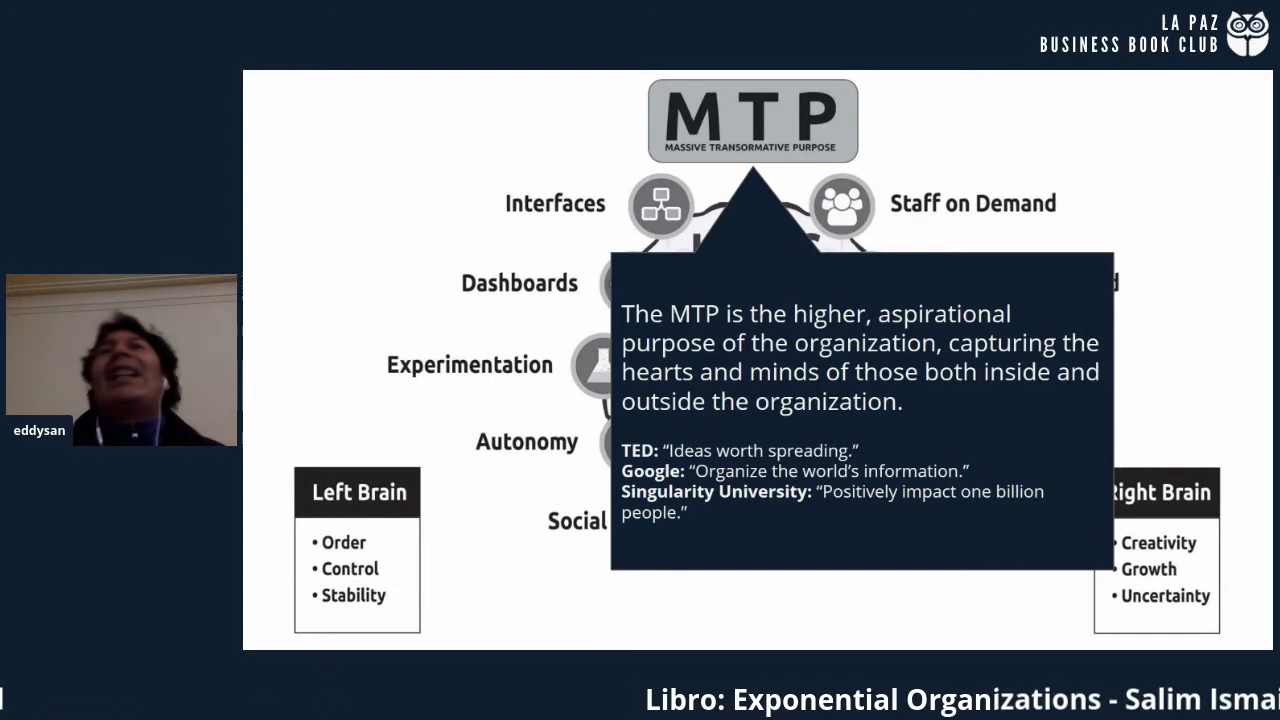 LA PAZ
BUSINESS BOOK CLUB
MTP
MASSIVE TRANSORMATIVE PURPOSE
Interfaces
Staff on Demand
Dashboards
Experimentation
Autonomy
Social
The MTP is the higher, aspirational
purpose of the organization, capturing the
hearts and minds of those both inside and
outside the organization.
TED: “Ideas worth spreading.”
Google: “Organize the world’s information.”
Singularity University: “Positively impact one billion
people.”
eddysan
Left Brain
• Order
• Control
• Stability
Right Brain
• Creativity
• Growth
• Uncertainty
Libro: Exponential Organizations - Salim Ismai